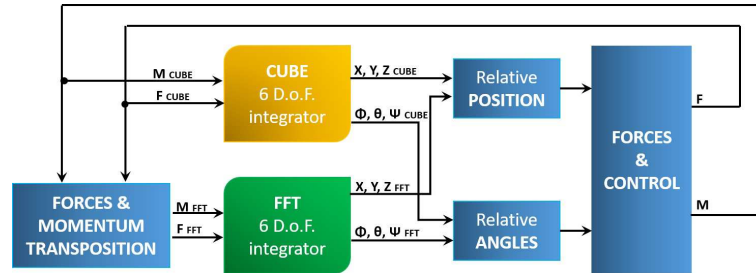 M CUBE
F CUBE
CUBE
6 D.o.F.
integrator
X, Y, Z CUBE
Φ, θ, Ψ CUBE
Relative
POSITION
FORCES
&
CONTROL
F
M
FORCES &
MOMENTUM
TRANSPOSITION
M FFT
F FFT
FFT
6 D.o.F.
integrator
X, Y, Z FFT
Φ, θ, Ψ FFT
Relative
ANGLES